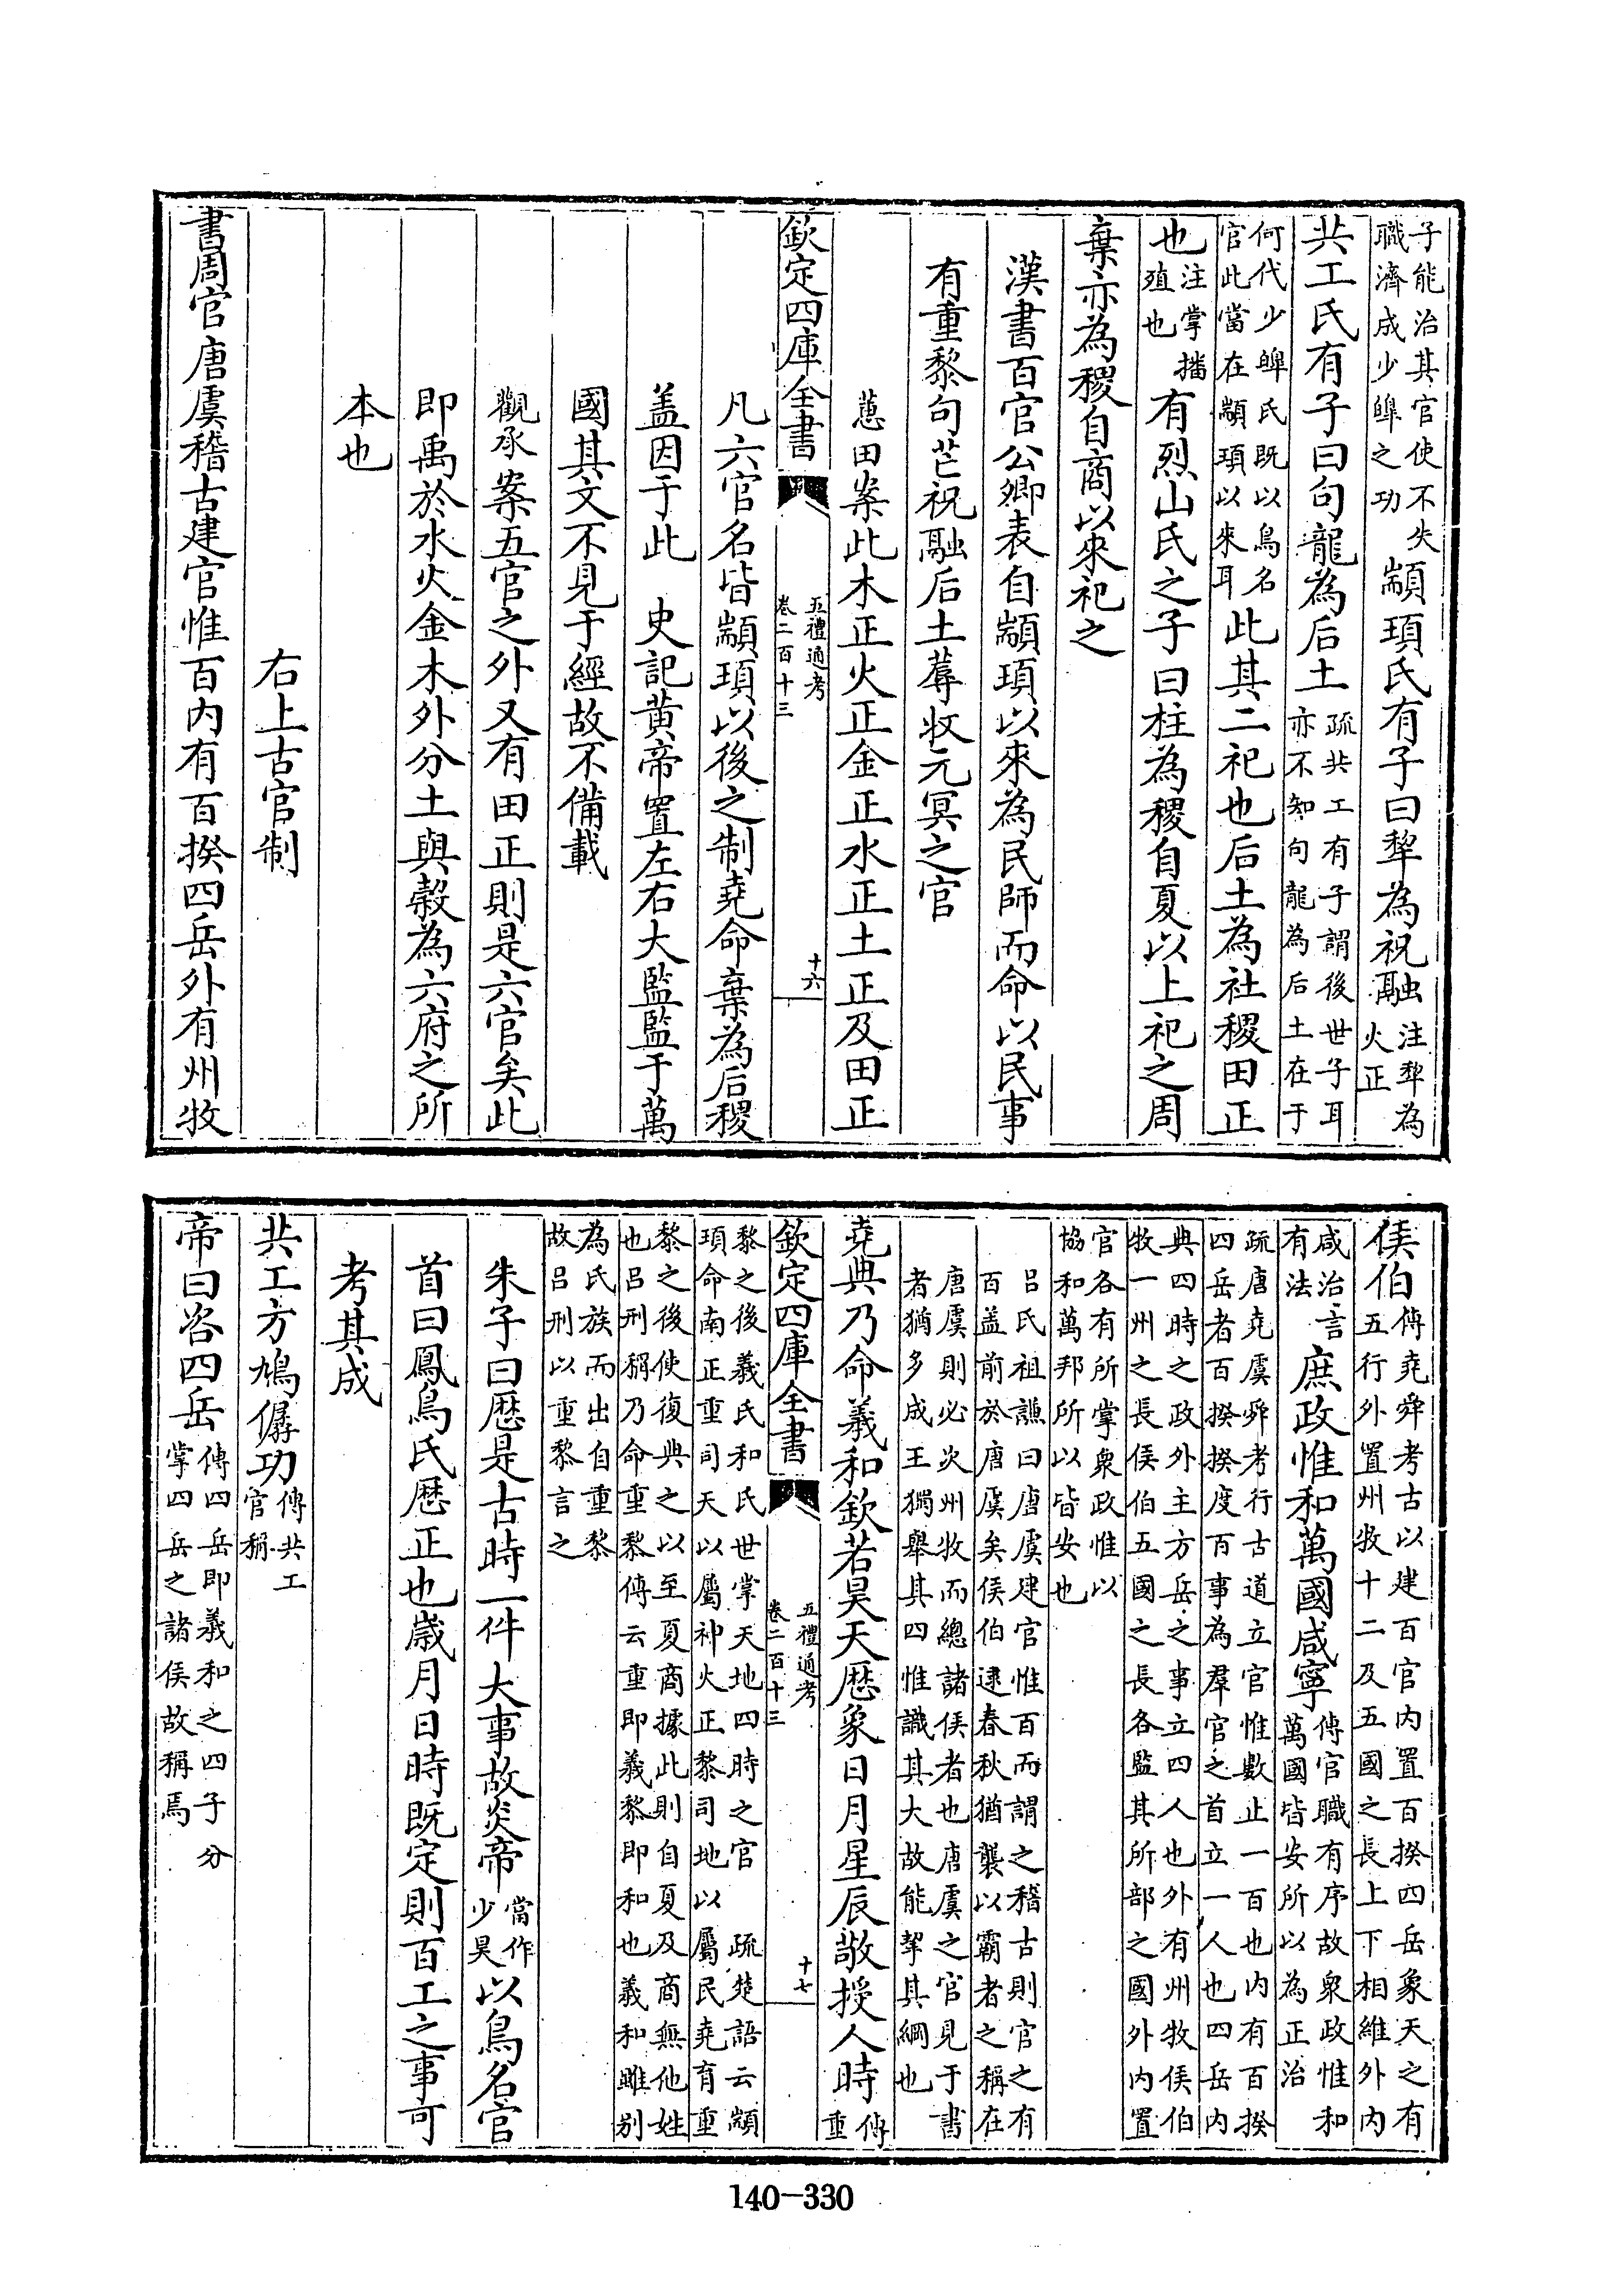 子能治其官使不失
職濟成少皥之功
顓頊氏有子曰犂為祝融
注犂為
火正
共工氏有子曰句龍為后土
疏共工有子謂後世子耳
亦不知句龍為后土在于
何代少皥氏既以鳥名
官此當在顓頊以來耳
此其二祀也后土為社稷田正
也
注掌播
殖也
有烈山氏之子曰柱為稷自夏以上祀之周
棄亦為稷自商以來祀之
漢書百官公卿表自顓頊以來為民師而命以民事
有重黎句芒祝融后土蓐收元冥之官
蕙田案此木正火正金正水正土正及田正
欽定四庫全書
五禮通考
卷二百十三
十六
凡六官名皆顓頊以後之制堯命棄為后稷
盖因于此 史記黃帝置左右大監監于萬
國其文不見于經故不備載
觀承案五官之外又有田正則是六官矣此
即禹於水火金木外分土與穀為六府之所
本也
右上古官制
書周官唐虞稽古建官惟百内有百揆四岳外有州牧
侯伯
傳堯舜考古以建百官内置百揆四岳象天之有
五行外置州牧十二及五國之長上下相維外内
咸治言
有法
庶政惟和萬國咸寧
傳官職有序故衆政惟和
萬國皆安所以為正治
疏唐堯虞舜考行古道立官惟數止一百也内有百揆
四岳者百揆揆度百事為羣官之首立一人也四岳内
典四時之政外主方岳之事立四人也外有州牧侯伯
牧一州之長侯伯五國之長各監其所部之國外内置
官各有所掌衆政惟以
協和萬邦所以皆安也
吕氏祖謙曰唐虞建官惟百而謂之稽古則官之有
百盖前於唐虞矣侯伯逮春秋猶襲以霸者之稱在
唐虞則必次州牧而總諸侯者也唐虞之官見于書
者猶多成王獨舉其四惟識其大故能挈其綱也
堯典乃命羲和欽若昊天厯象日月星辰敬授人時
傳
重
欽定四庫全書
五禮通考
卷二百十三
十七
黎之後羲氏和氏世掌天地四時之官 疏楚語云顓
頊命南正重司天以屬神火正黎司地以屬民堯育重
黎之後使復典之以至夏商據此則自夏及商無他姓
也吕刑稱乃命重黎傳云重即羲黎即和也羲和雖别
為氏族而出自重黎
故吕刑以重黎言之
朱子曰厯是古時一件大事故炎帝
當作
少昊
以鳥名官
首曰鳳鳥氏厯正也歲月日時既定則百工之事可
考其成
共工方鳩僝功
傳共工
官稱
帝曰咨四岳
傳四岳即羲和之四子分
掌四岳之諸侯故稱焉
140-330